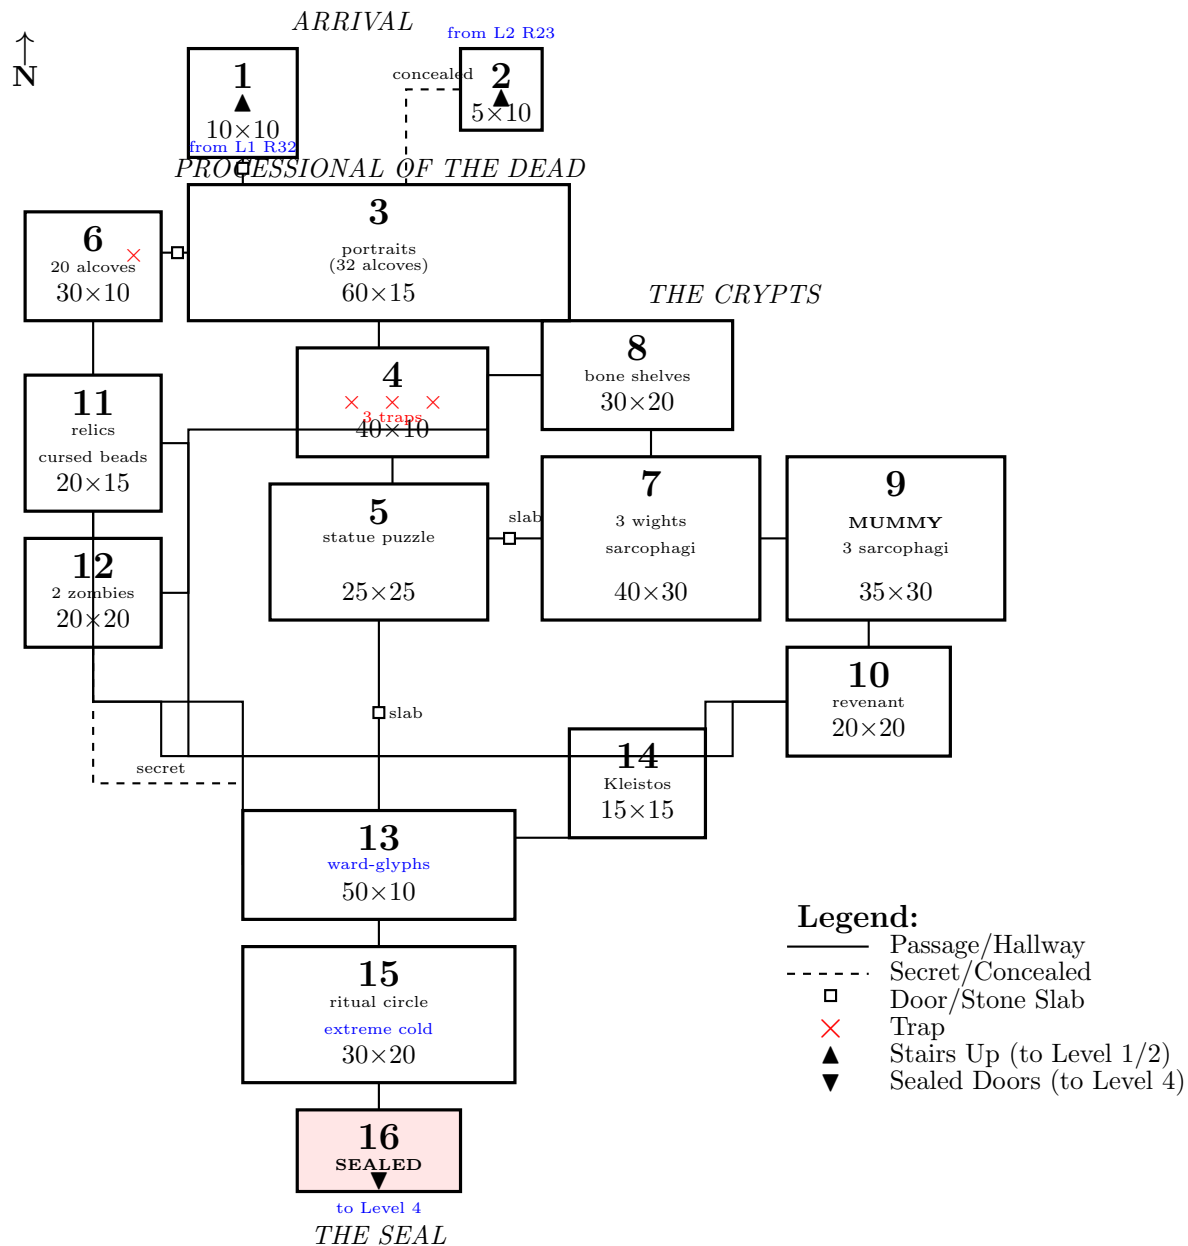 ARRIVAL
from L2 R23
N
1
10×10
from L1 R32
concealed
2
5×10
PROCESSIONAL OF THE DEAD
3
portraits
(32 alcoves)
60×15
6
20 alcoves
30×10
THE CRYPTS
4
3 traps
40×10
8
bone shelves
30×20
11
relics
cursed beads
20×15
5
statue puzzle
25×25
slab
7
3 wights
sarcophagi
40×30
9
MUMMY
3 sarcophagi
35×30
12
2 zombies
20×20
10
revenant
20×20
slab
secret
14
Kleistos
15×15
13
ward-glyphs
50×10
15
ritual circle
extreme cold
30×20
16
SEALED
to Level 4
THE SEAL
Legend:
Passage/Hallway
Secret/Concealed
Door/Stone Slab
Trap
Stairs Up (to Level 1/2)
Sealed Doors (to Level 4)